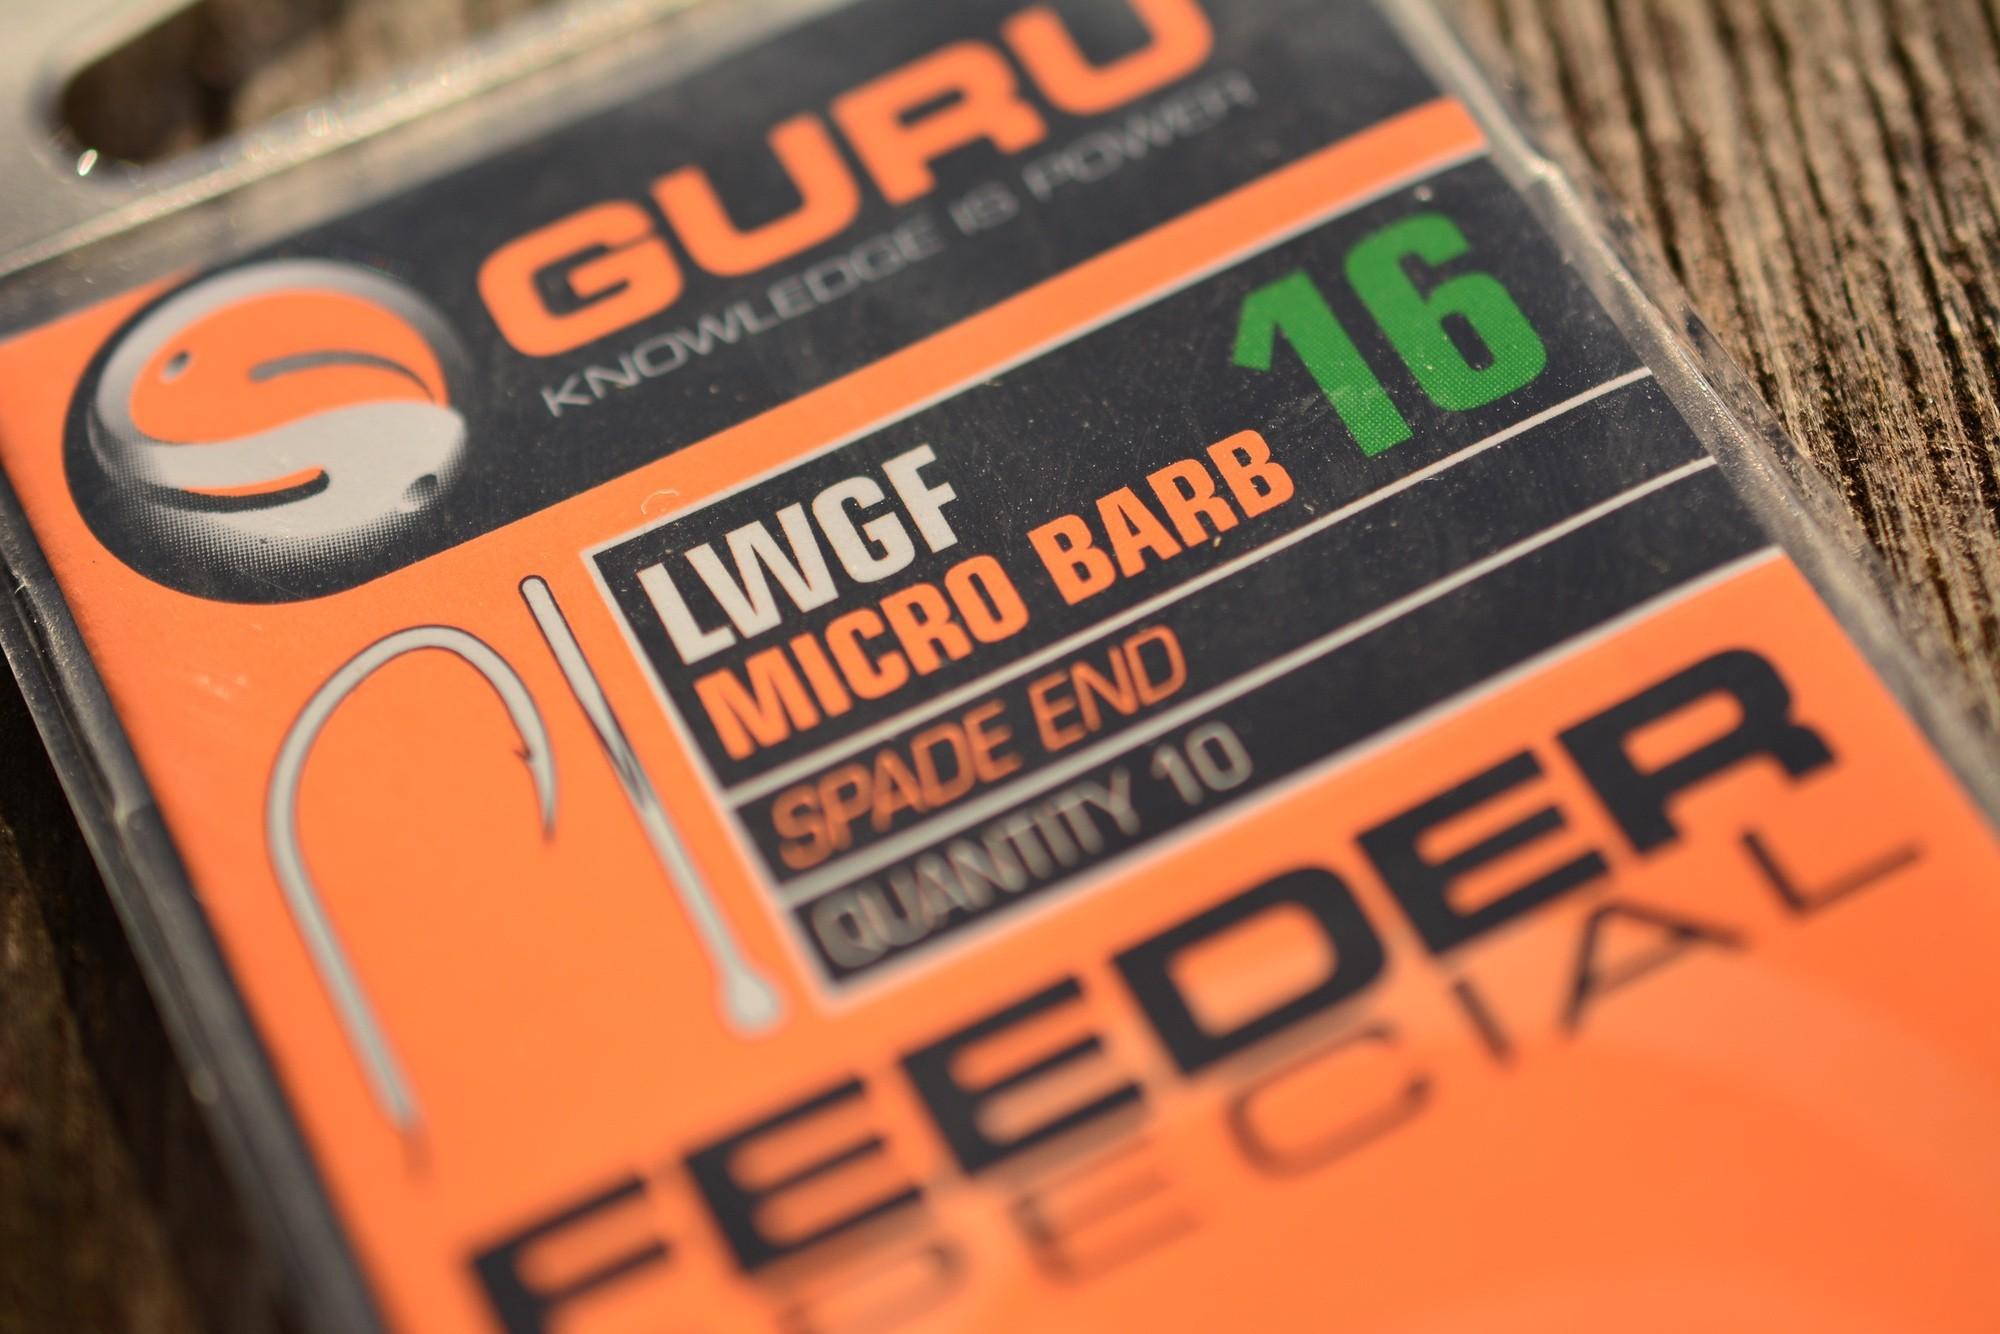 GURU
KNOWLEDGE IS POWER
LWGF
MICRO BARB
16
SPADE END
QUANTITY 10
FEEDER
SPECIAL